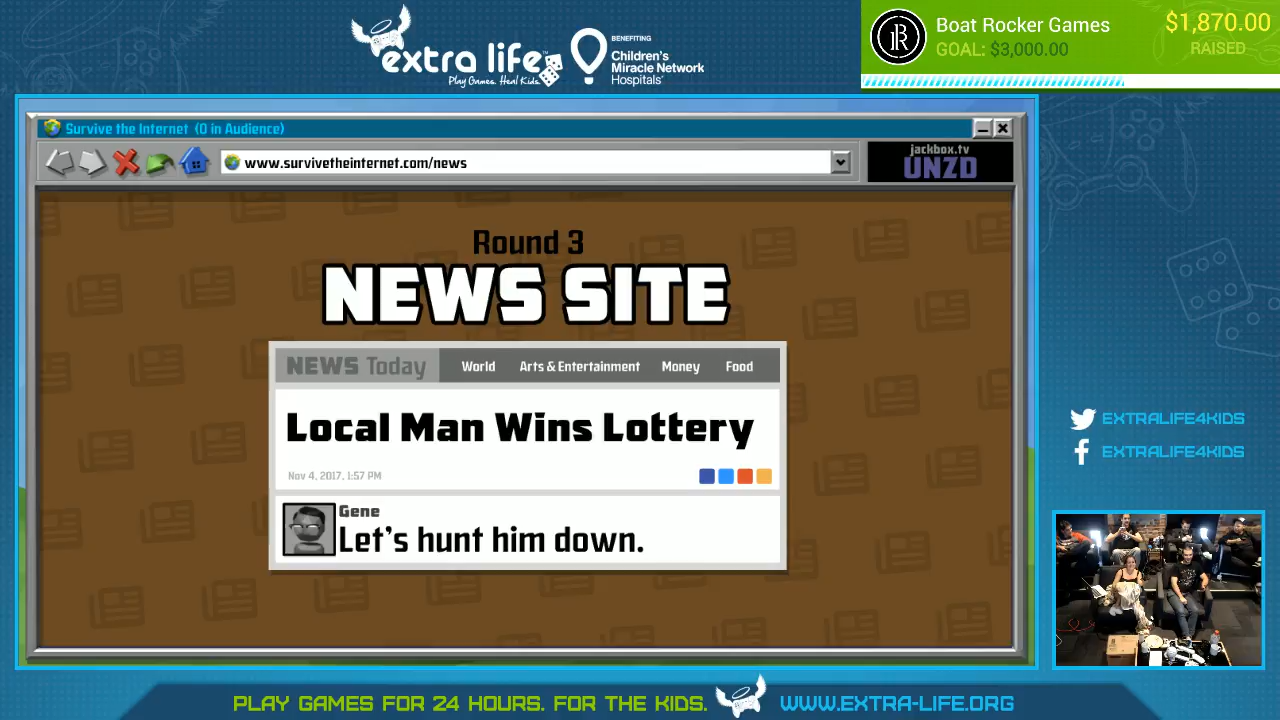 extra life
Play Games. Heal Kids.
BENEFITING
Children's
Miracle Network
Hospitals
Boat Rocker Games
GOAL: $3,000.00
$1,870.00
RAISED
Survive the Internet (0 in Audience)
www.survivetheinternet.com/news
jackbox.tv
UNZD
Round 3
NEWS SITE
NEWS Today World Arts & Entertainment Money Food
Local Man Wins Lottery
Nov 4, 2017, 1:57 PM
Gene
Let's hunt him down.
EXTRALIFE4KIDS
EXTRALIFE4KIDS
PLAY GAMES FOR 24 HOURS. FOR THE KIDS.
WWW.EXTRA-LIFE.ORG